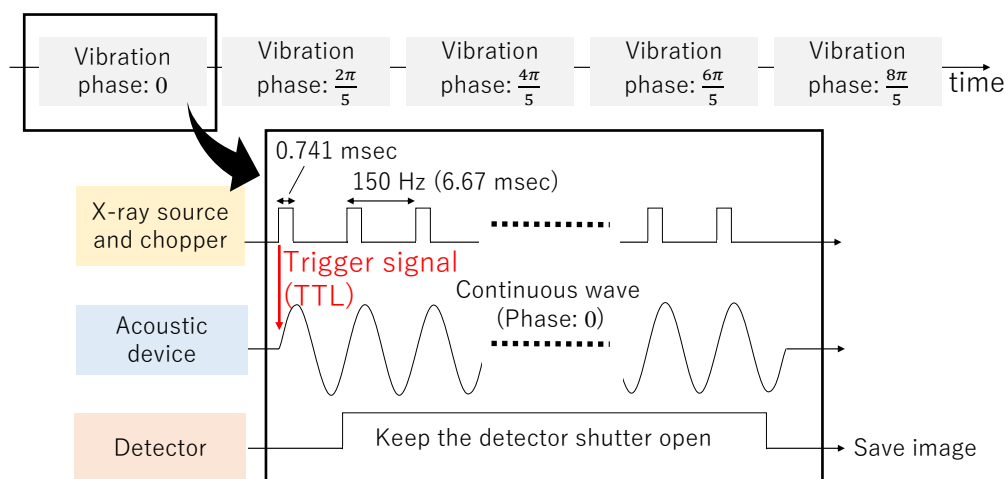 Vibration
phase: 0
Vibration
phase: 2π/5
Vibration
phase: 4π/5
Vibration
phase: 6π/5
Vibration
phase: 8π/5
time
0.741 msec
150 Hz (6.67 msec)
X-ray source
and chopper
Trigger signal
(TTL)
Continuous wave
(Phase: 0)
Acoustic
device
Detector
Keep the detector shutter open
Save image